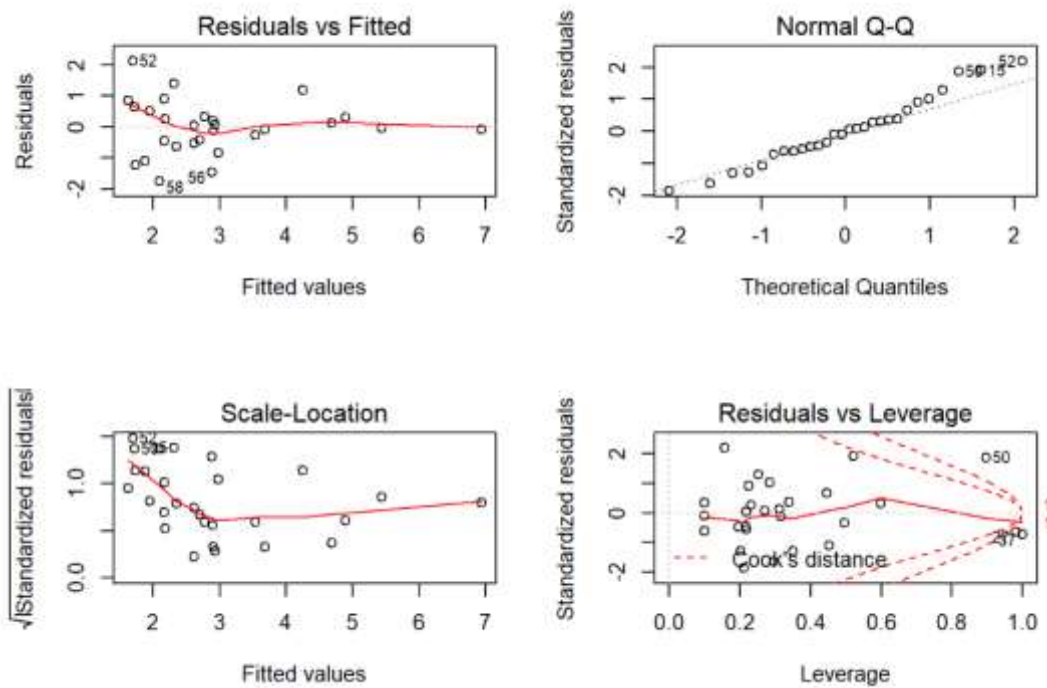 Residuals vs Fitted
Residuals
2
1
0
-2
52
58
56
2 3 4 5 6 7
Fitted values
Normal Q-Q
Standardized residuals
2
1
0
-2
52
15
-2 -1 0 1 2
Theoretical Quantiles
Scale-Location
√|Standardized residuals|
1.0
0.0
52
2 3 4 5 6 7
Fitted values
Residuals vs Leverage
Standardized residuals
2
0
-2
50
37
Cook's distance
0.0 0.2 0.4 0.6 0.8 1.0
Leverage